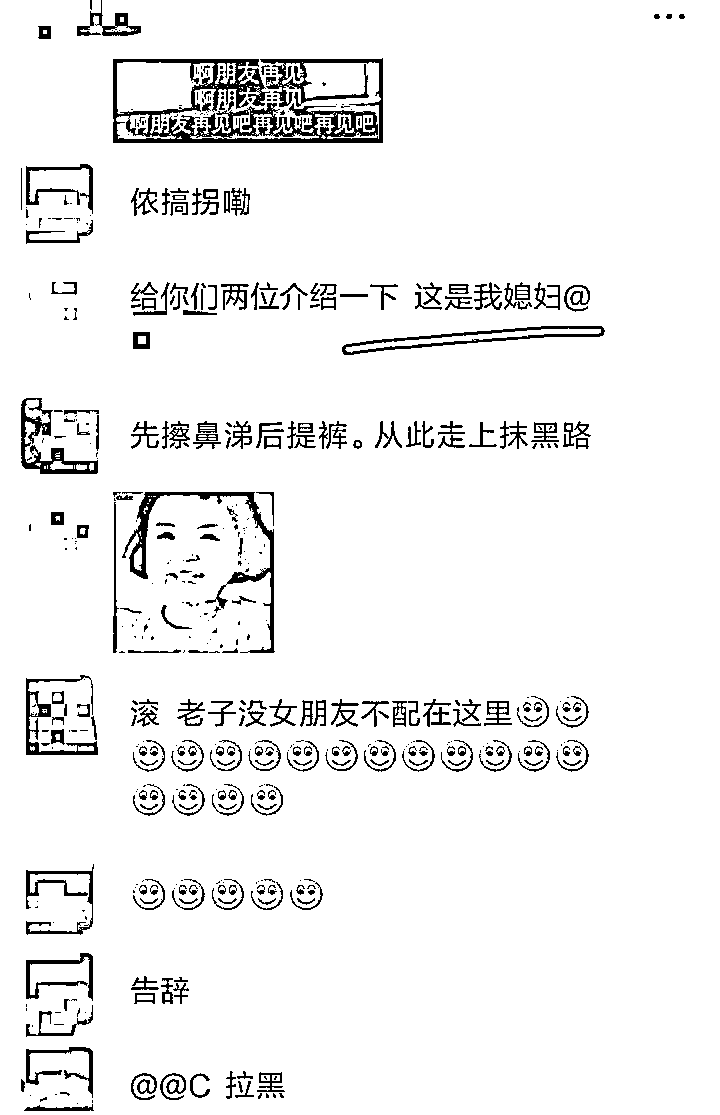 啊朋友再见
啊朋友再见
啊朋友再见吧再见吧再见吧
侬搞拐嘞
给你们两位介绍一下 这是我媳妇@
先擦鼻涕后提裤。从此走上抹黑路
滚 老子没女朋友不配在这里
告辞
@@C 拉黑